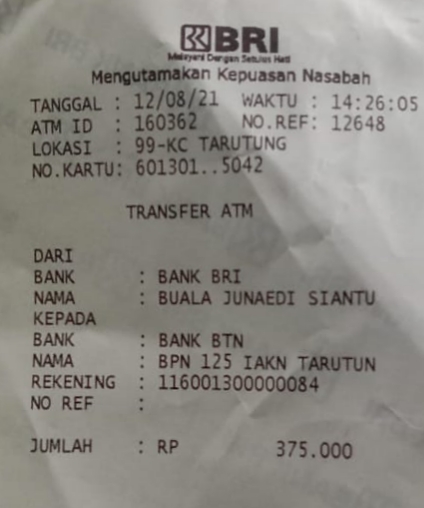 BRI
Melayani Dengan Setulus Hati
Mengutamakan Kepuasan Nasabah
TANGGAL : 12/08/21 WAKTU : 14:26:05
ATM ID : 160362 NO.REF: 12648
LOKASI : 99-KC TARUTUNG
NO.KARTU: 601301..5042
TRANSFER ATM
DARI
BANK : BANK BRI
NAMA : BUALA JUNAEDI SIANTU
KEPADA
BANK : BANK BTN
NAMA : BPN 125 IAKN TARUTUN
REKENING : 116001300000084
NO REF :
JUMLAH : RP 375.000